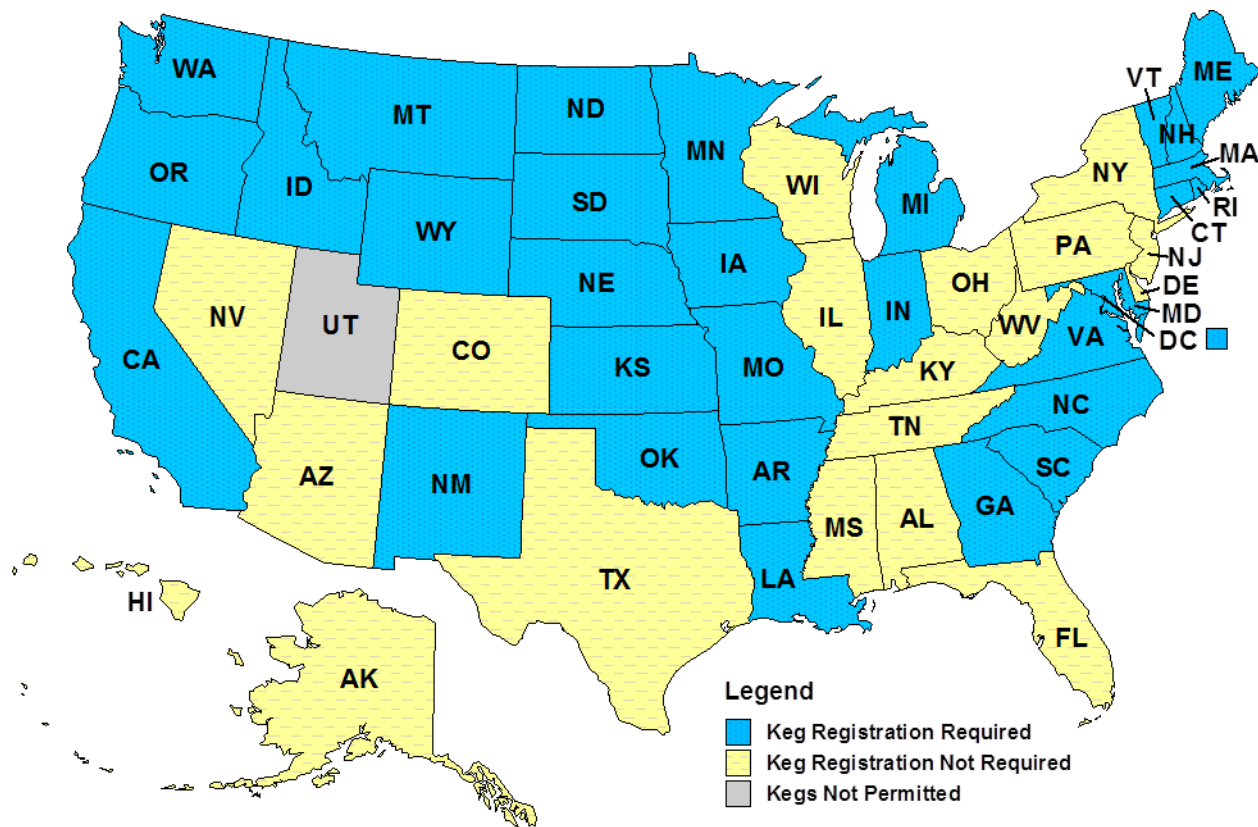 WA
MT
ND
MN
VT
ME
NH
MA
OR
ID
SD
WI
MI
NY
RI
WY
CT
IA
PA
NJ
NE
OH
DE
NV
UT
IL
IN
WV
MD
CO
VA
DC
CA
KS
MO
KY
NC
TN
OK
AR
SC
AZ
NM
GA
MS
AL
TX
LA
HI
FL
AK
Legend
Keg Registration Required
Keg Registration Not Required
Kegs Not Permitted